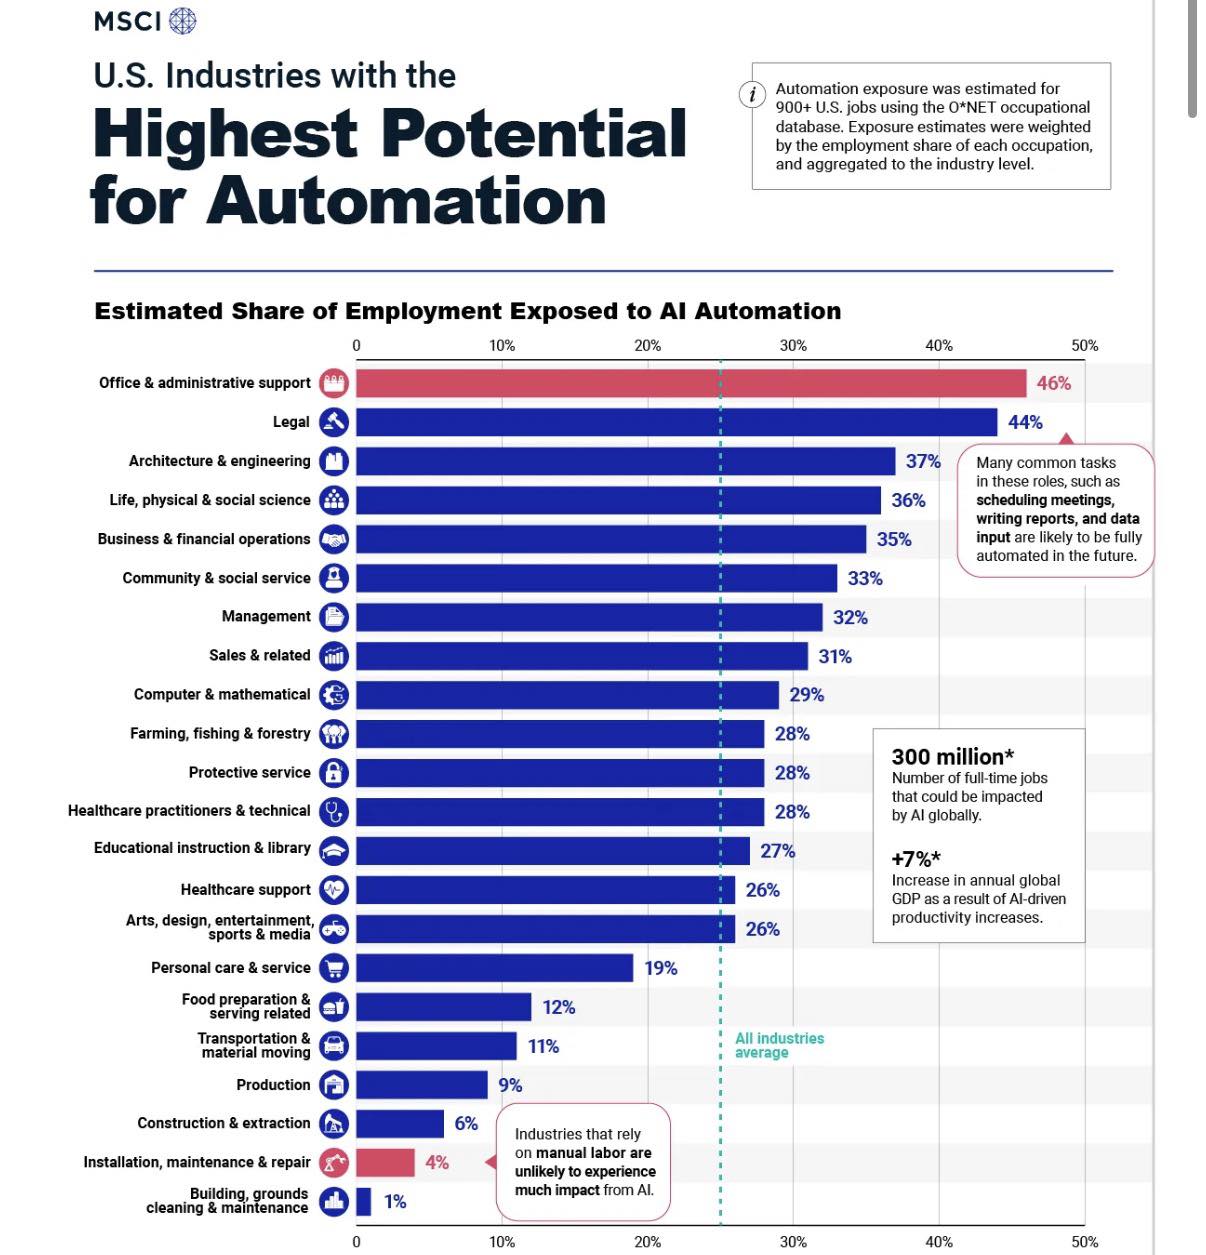 MSCI
U.S. Industries with the
Highest Potential
for Automation
i
Automation exposure was estimated for
900+ U.S. jobs using the O*NET occupational
database. Exposure estimates were weighted
by the employment share of each occupation,
and aggregated to the industry level.
Estimated Share of Employment Exposed to AI Automation
0 10% 20% 30% 40% 50%
Office & administrative support 46%
Legal 44%
Many common tasks
in these roles, such as
scheduling meetings,
writing reports, and data
input are likely to be fully
automated in the future.
Architecture & engineering 37%
Life, physical & social science 36%
Business & financial operations 35%
Community & social service 33%
Management 32%
Sales & related 31%
Computer & mathematical 29%
Farming, fishing & forestry 28%
Protective service 28%
Healthcare practitioners & technical 28%
Educational instruction & library 27%
Healthcare support 26%
Arts, design, entertainment,
sports & media 26%
300 million*
Number of full-time jobs
that could be impacted
by AI globally.
+7%*
Increase in annual global
GDP as a result of AI-driven
productivity increases.
Personal care & service 19%
Food preparation &
serving related 12%
Transportation &
material moving 11%
All industries
average
Production 9%
Construction & extraction 6%
Installation, maintenance & repair 4%
Industries that rely
on manual labor are
unlikely to experience
much impact from AI.
Building, grounds
cleaning & maintenance 1%
0 10% 20% 30% 40% 50%